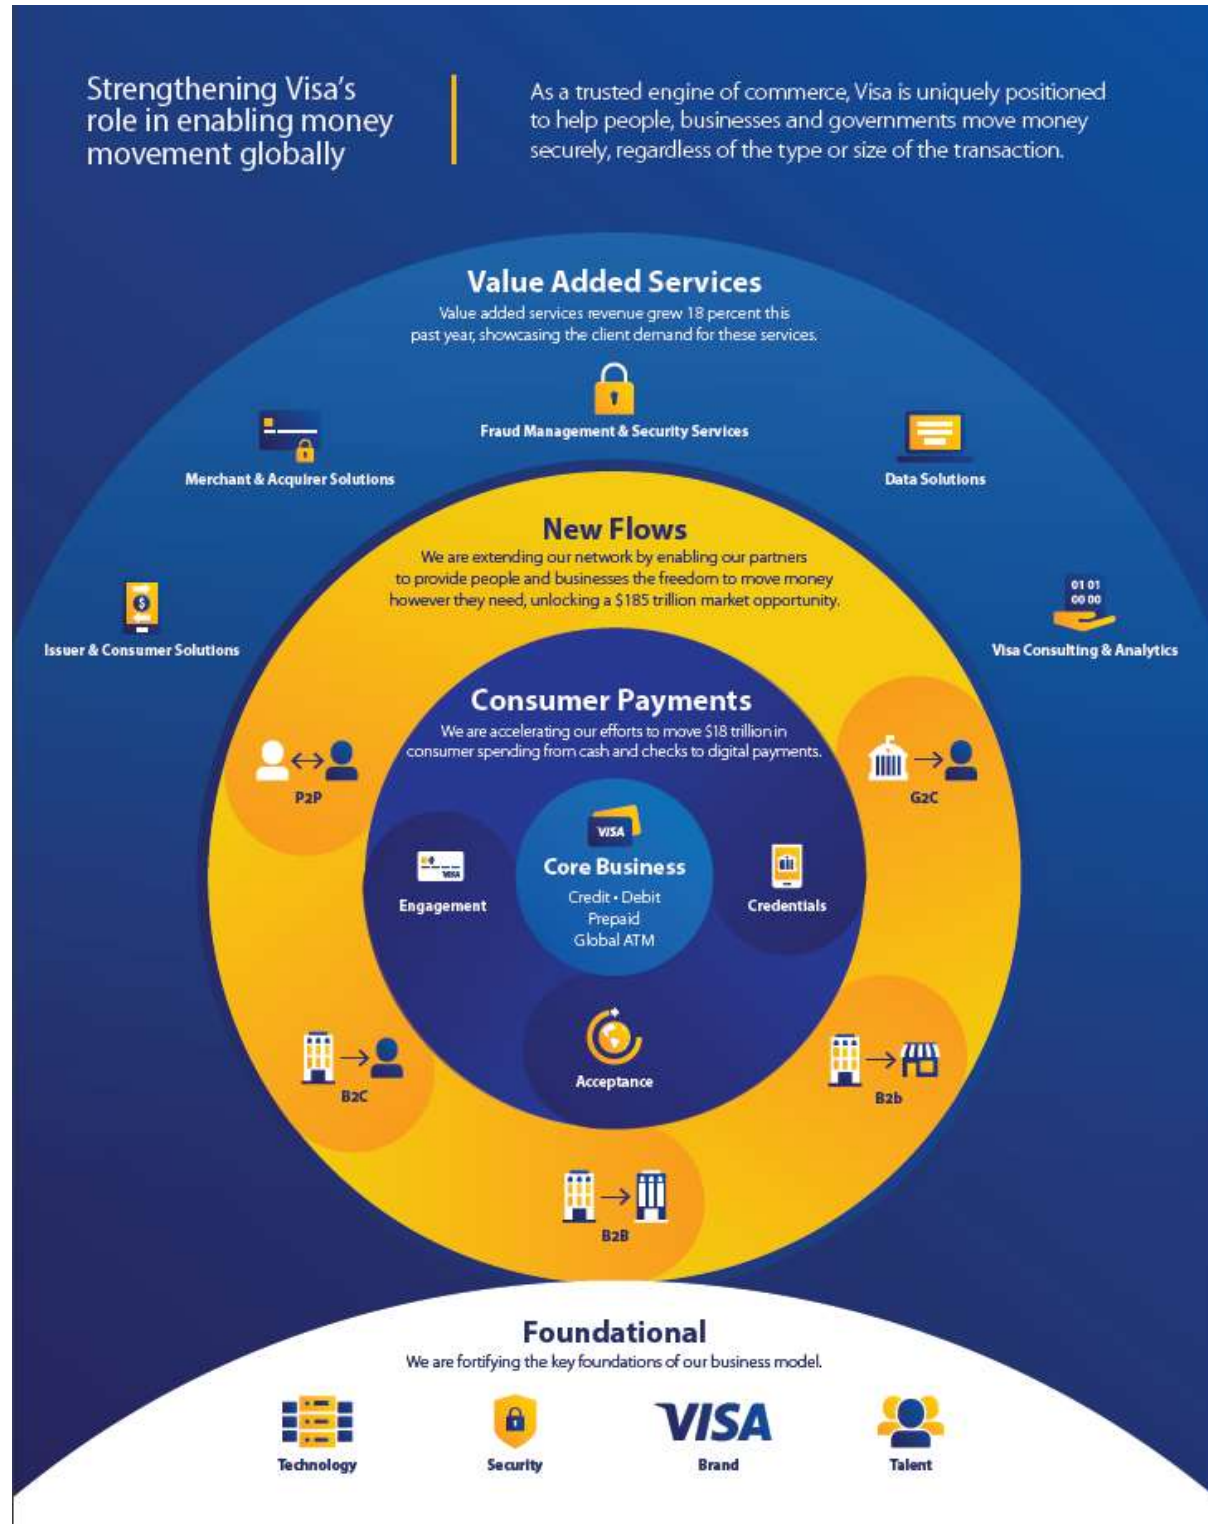 Strengthening Visa's
role in enabling money
movement globally
As a trusted engine of commerce, Visa is uniquely positioned
to help people, businesses and governments move money
securely, regardless of the type or size of the transaction.
Value Added Services
Value added services revenue grew 18 percent this
past year, showcasing the client demand for these services.
Fraud Management & Security Services
Merchant & Acquirer Solutions
Data Solutions
Issuer & Consumer Solutions
01 01
00 00
Visa Consulting & Analytics
New Flows
We are extending our network by enabling our partners
to provide people and businesses the freedom to move money
however they need, unlocking a $185 trillion market opportunity.
P2P
G2C
B2C
B2b
B2B
Consumer Payments
We are accelerating our efforts to move $18 trillion in
consumer spending from cash and checks to digital payments.
VISA
Engagement
Credentials
Acceptance
VISA
Core Business
Credit • Debit
Prepaid
Global ATM
Foundational
We are fortifying the key foundations of our business model.
Technology
Security
VISA
Brand
Talent